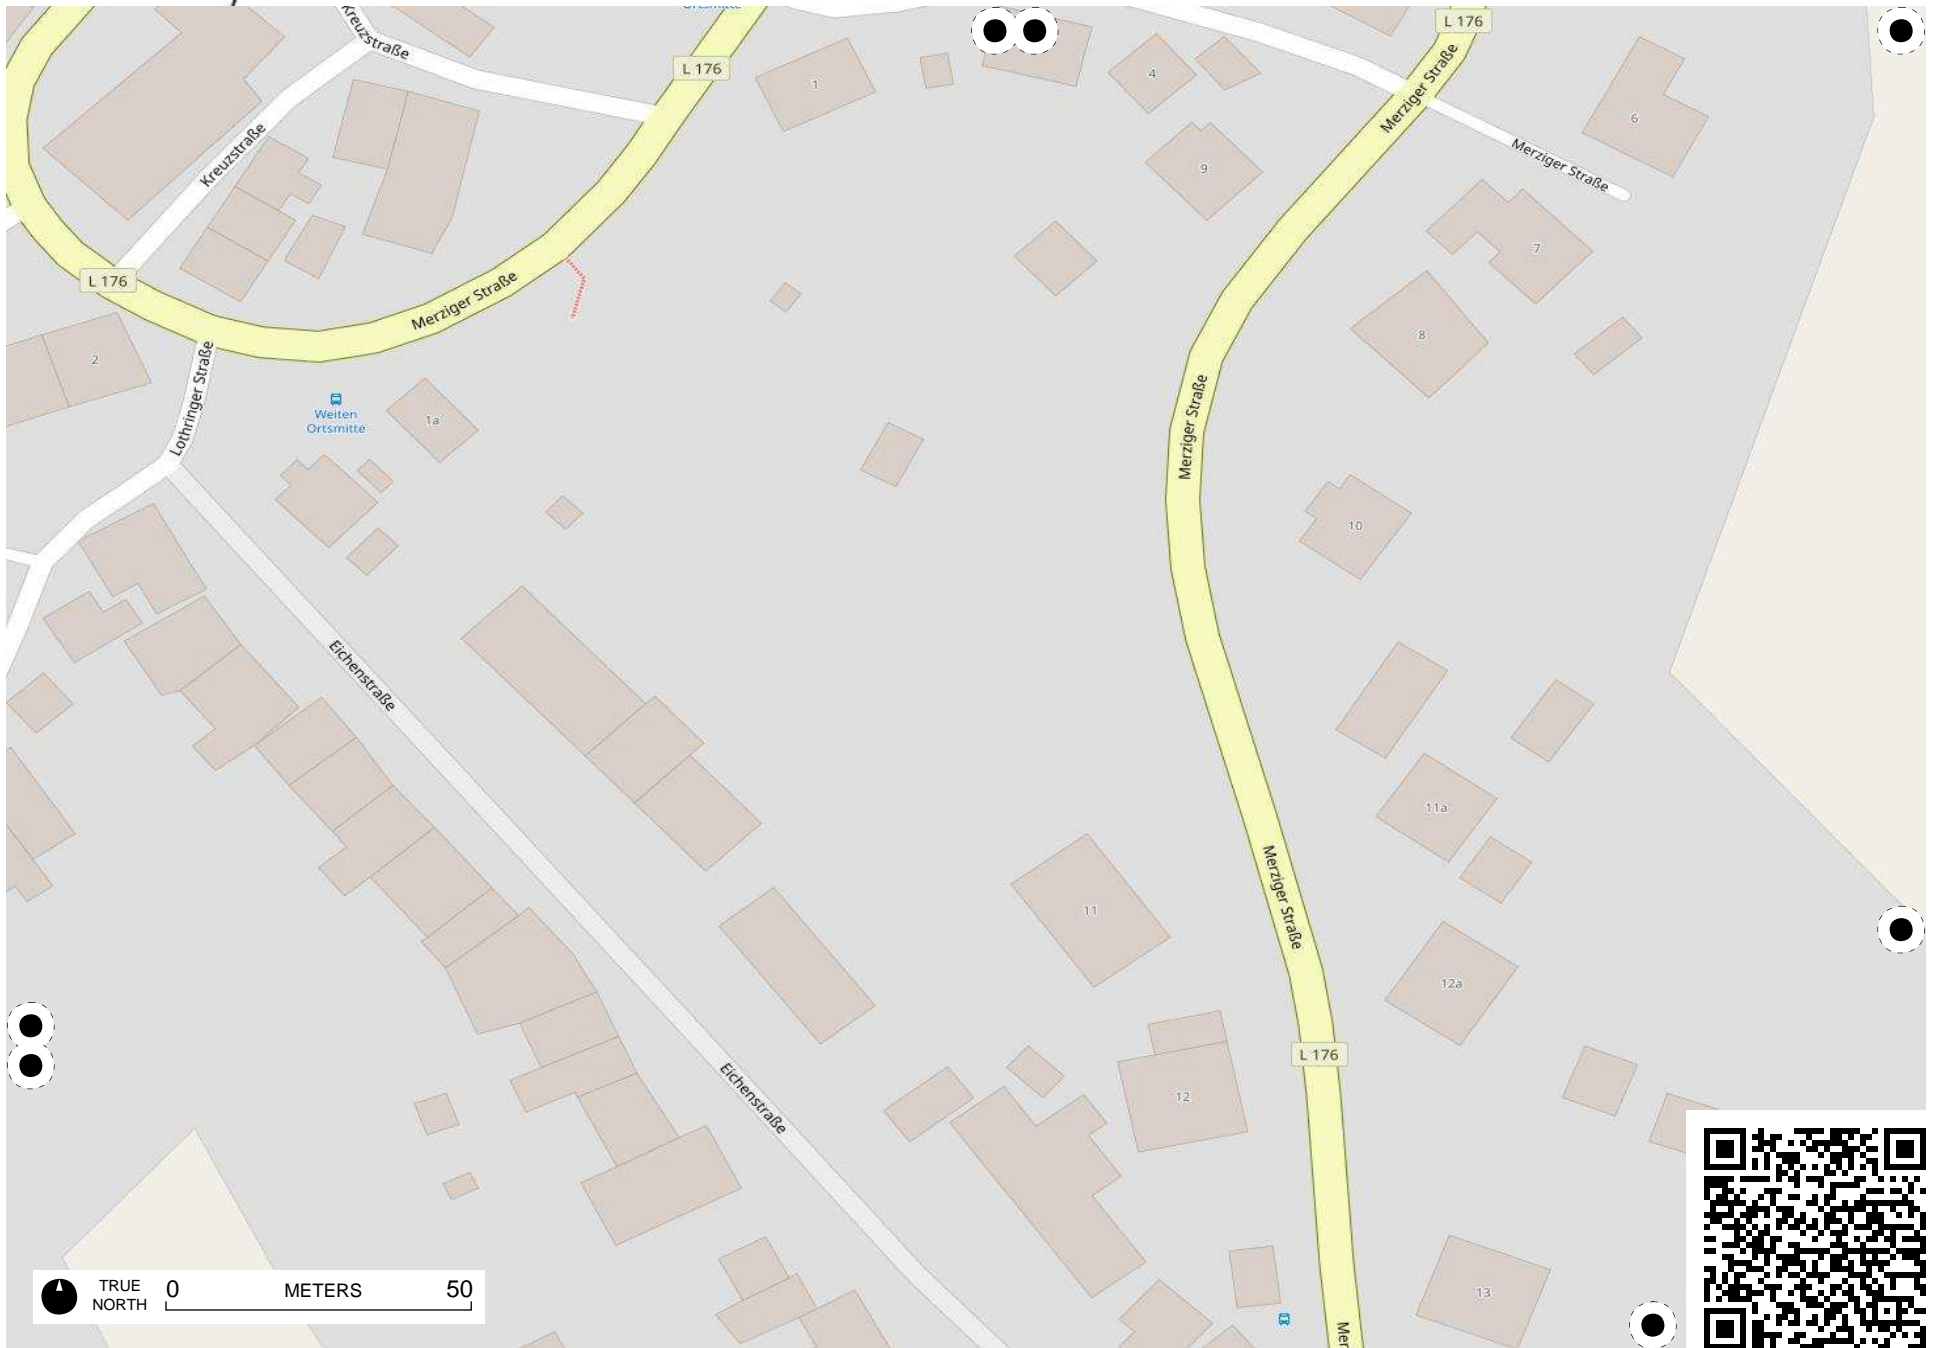 Ortsmitte
L 176
Kreuzstraße
L 176
1
4
Merziger Straße
6
Kreuzstraße
9
Merziger Straße
7
L 176
Merziger Straße
8
2
Lothringer Straße
Weiten
Ortsmitte
1a
Merziger Straße
10
Eichenstraße
11a
Merziger Straße
11
12a
L 176
Eichenstraße
12
13
TRUE
NORTH
0
METERS
50
Mer